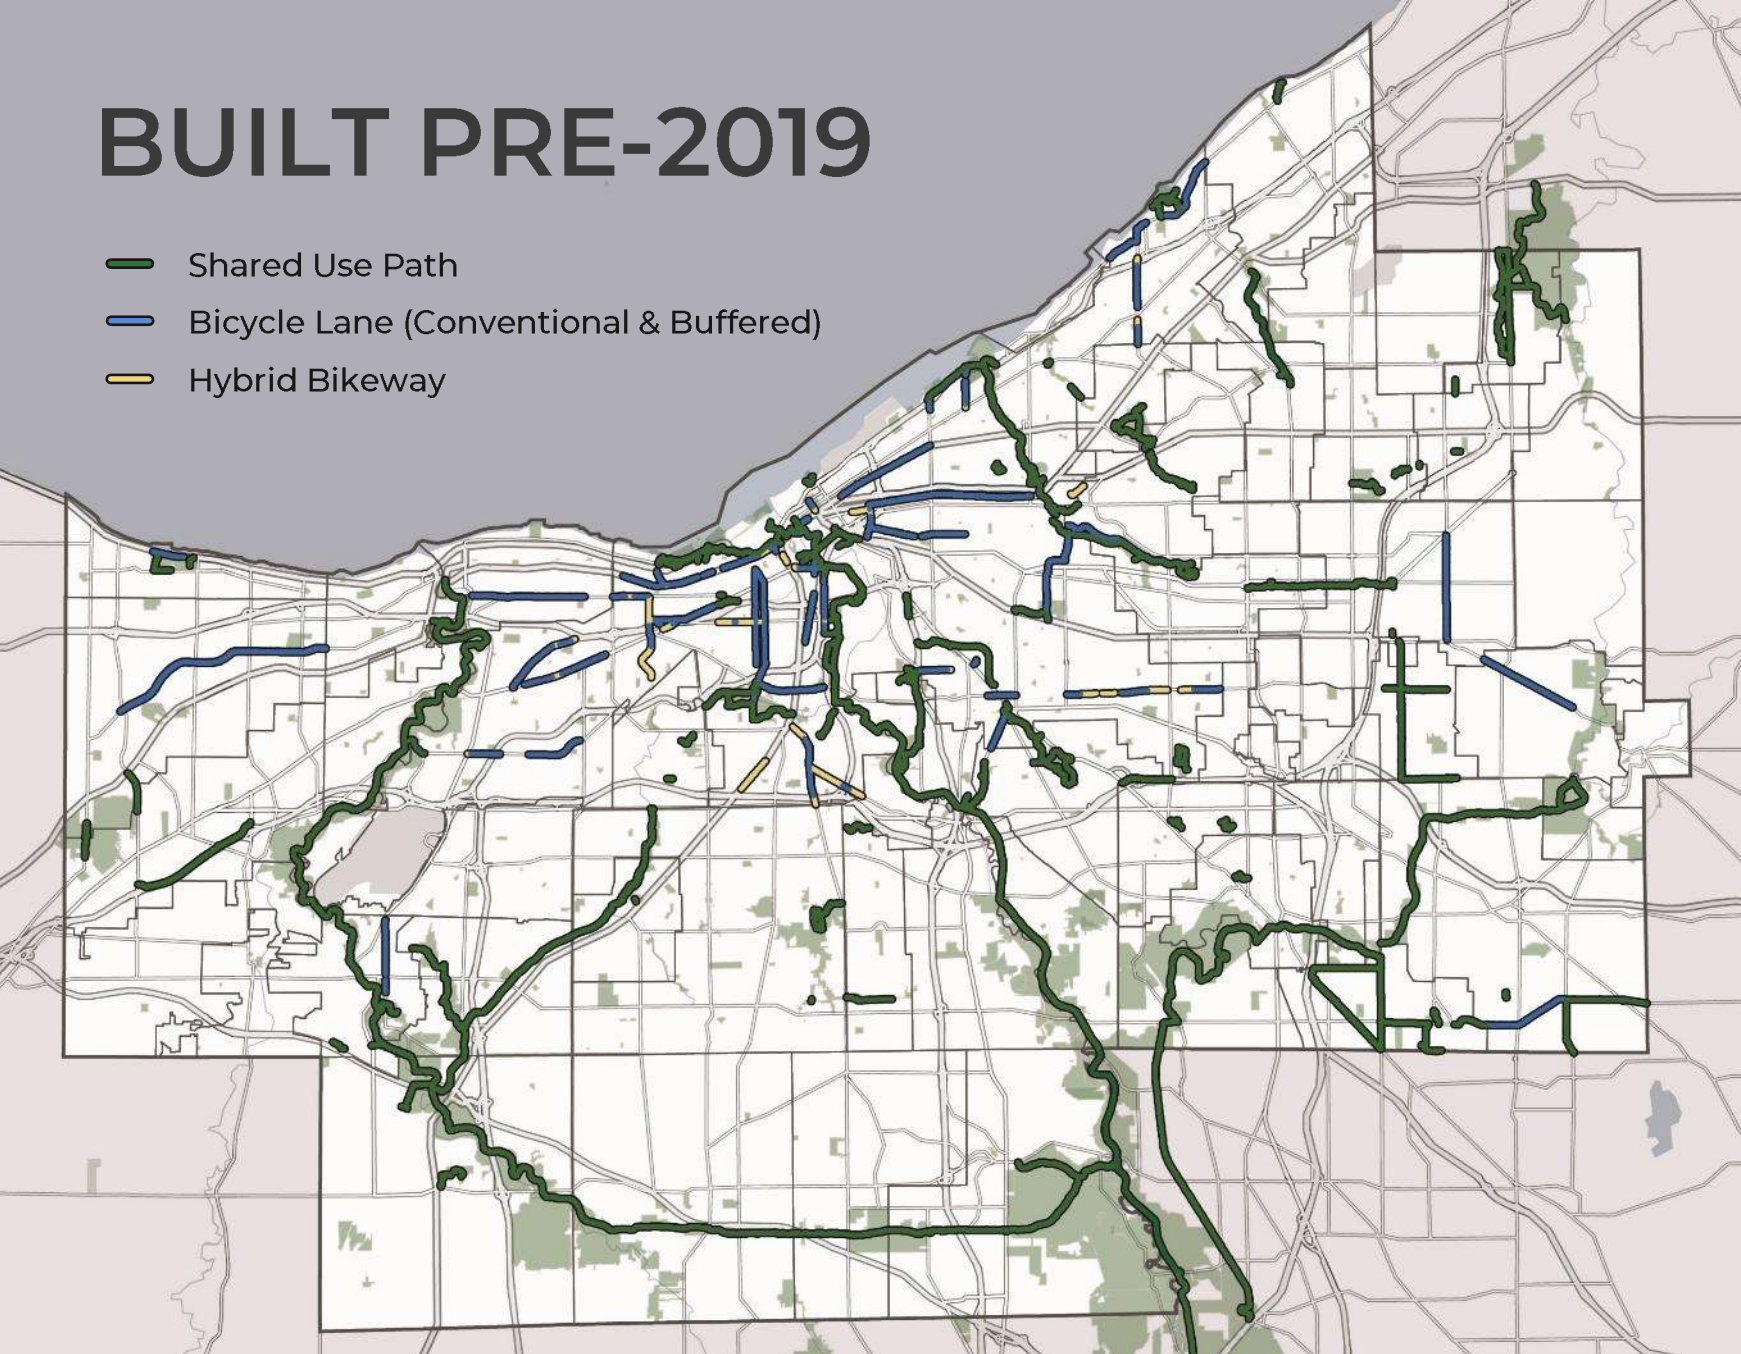 BUILT PRE-2019
Shared Use Path
Bicycle Lane (Conventional & Buffered)
Hybrid Bikeway